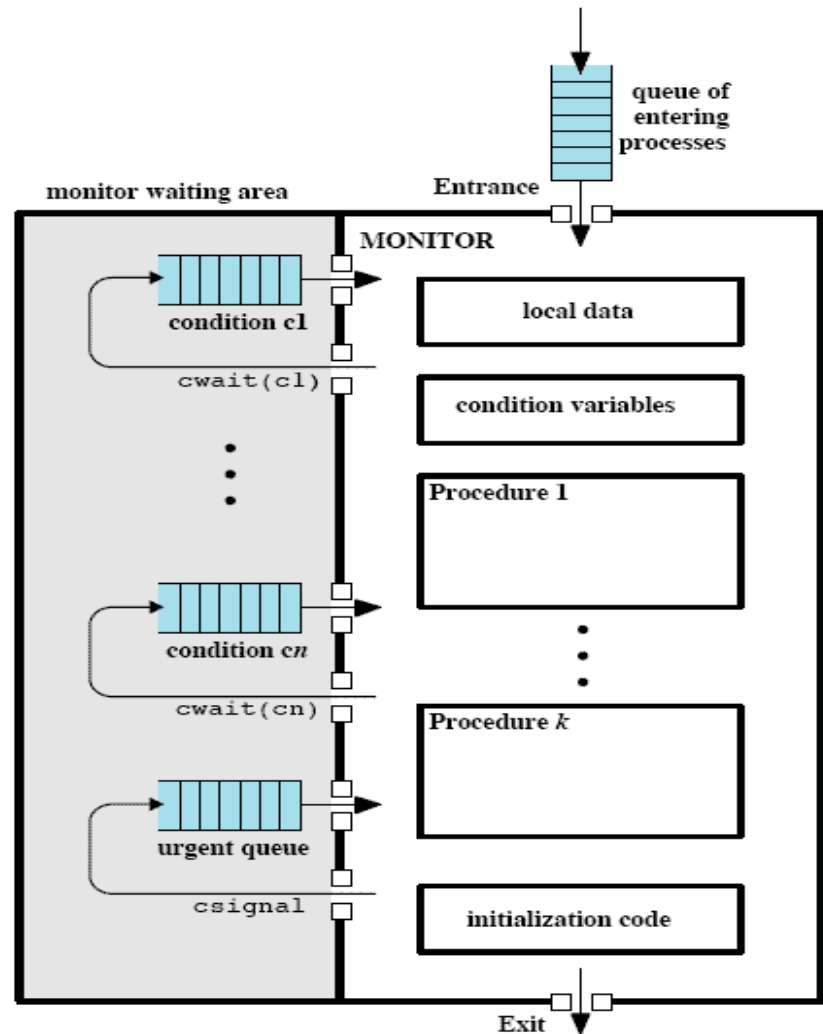 queue of
entering
processes
Entrance
monitor waiting area
MONITOR
condition c1
cwait(c1)
local data
condition variables
Procedure 1
condition cn
cwait(cn)
Procedure k
urgent queue
csignal
initialization code
Exit